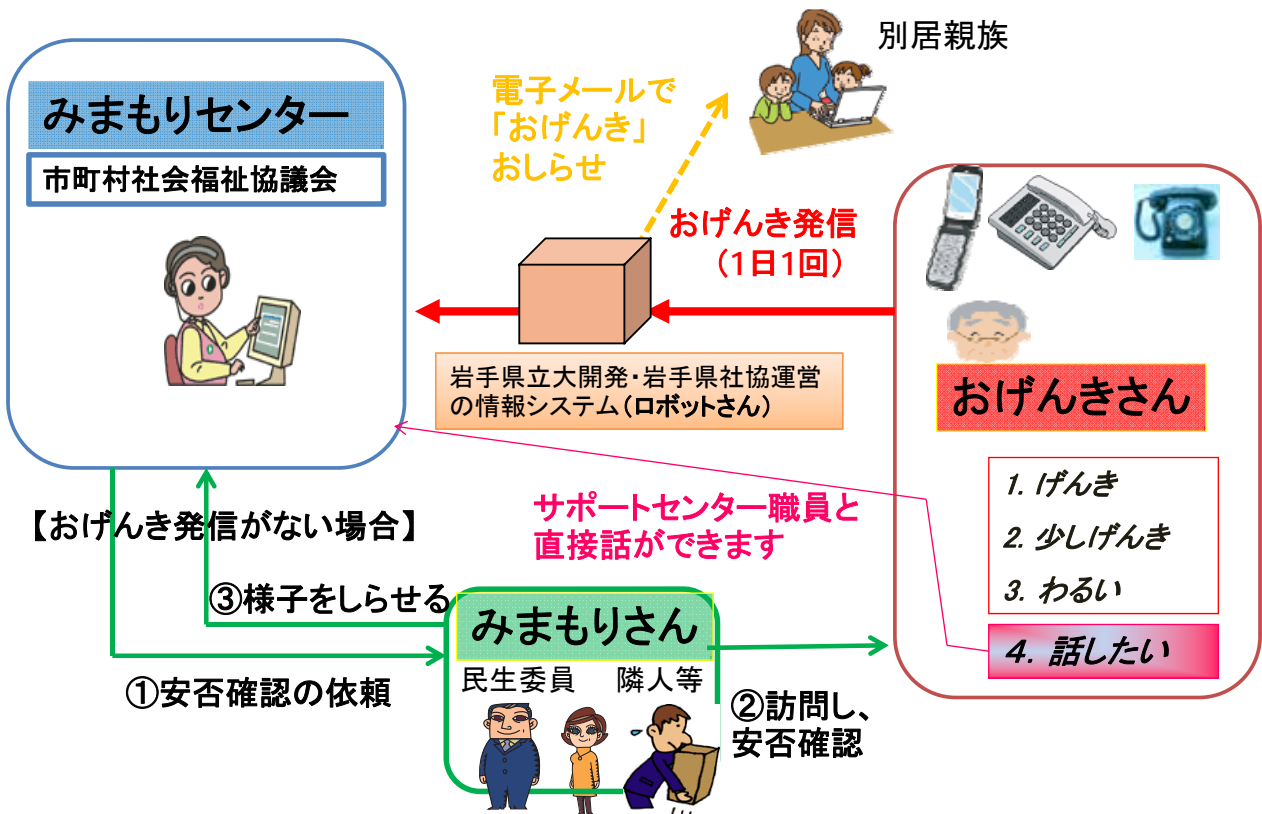 別居親族
みまもりセンター
市町村社会福祉協議会
電子メールで
「おげんき」
おしらせ
おげんき発信
（1日1回）
岩手県立大開発・岩手県社協運営
の情報システム（ロボットさん）
おげんきさん
1. げんき
2. 少しげんき
3. わるい
４．話したい
サポートセンター職員と
直接話ができます
【おげんき発信がない場合】
③様子をしらせる
みまもりさん
民生委員　隣人等
①安否確認の依頼
②訪問し、
安否確認